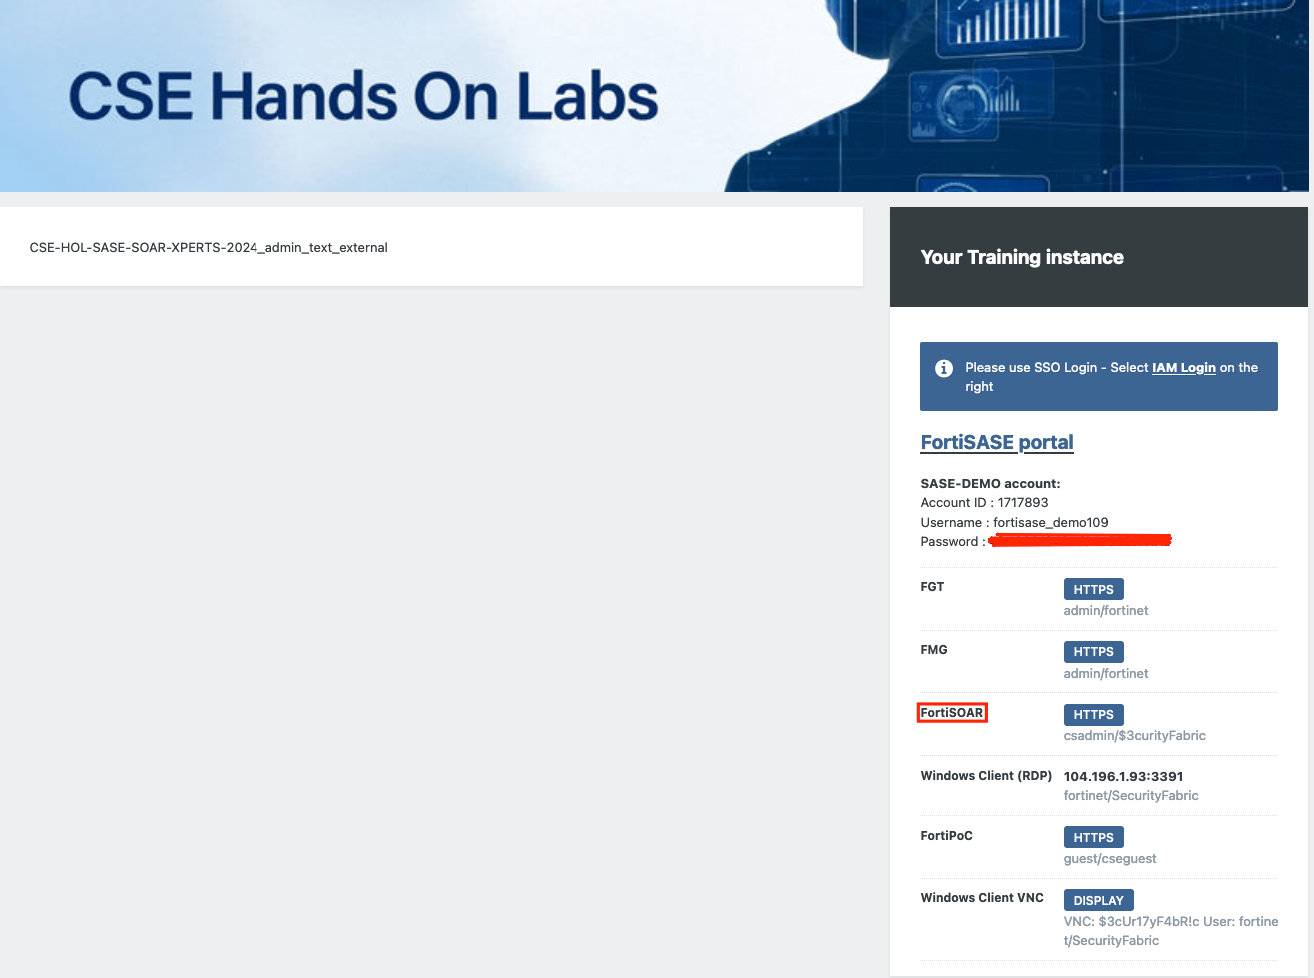 CSE Hands On Labs
CSE-HOL-SASE-SOAR-XPERTS-2024_admin_text_external
Your Training instance
Please use SSO Login - Select IAM Login on the
right
FortiSASE portal
SASE-DEMO account:
Account ID : 1717893
Username : fortisase_demo109
Password :
FGT
HTTPS
admin/fortinet
FMG
HTTPS
admin/fortinet
FortiSOAR
HTTPS
csadmin/$3curityFabric
Windows Client (RDP)
104.196.1.93:3391
fortinet/SecurityFabric
FortiPoC
HTTPS
guest/cseguest
Windows Client VNC
DISPLAY
VNC: $3cUr17yF4bR!c User: fortine
t/SecurityFabric